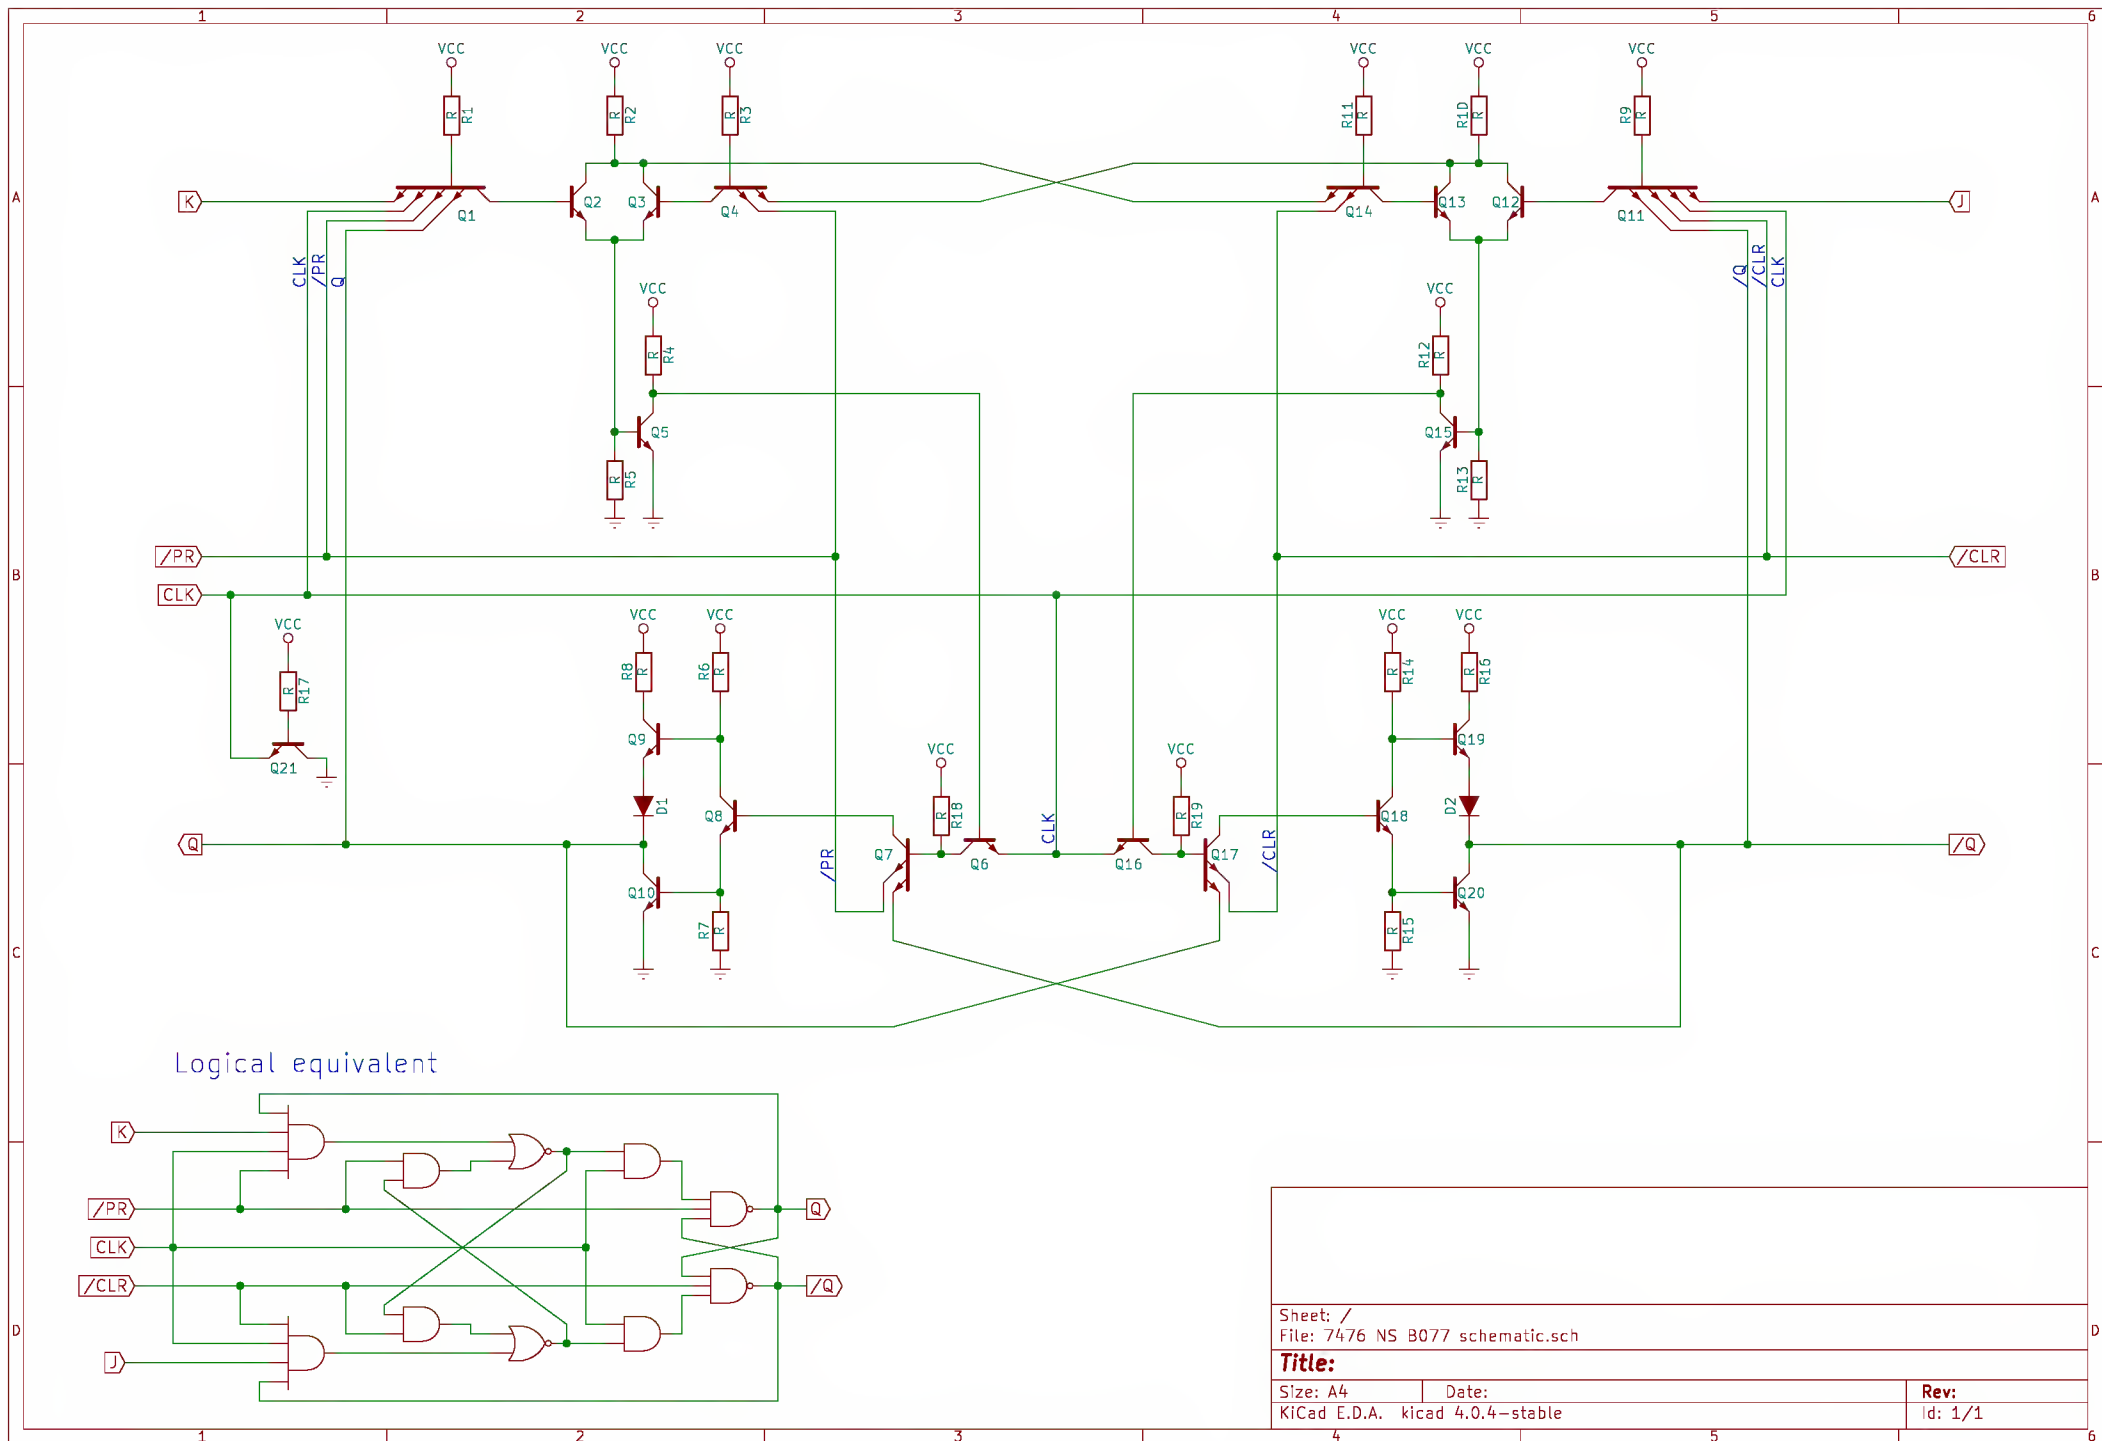 1 2 3 4 5 6
VCC VCC VCC VCC VCC VCC
R R1 R R2 R R3 R R11 R R10 R R9
A K Q1 Q2 Q3 Q4 Q14 Q13 Q12 Q11 J A
CLK /PR Q /Q /CLR CLK
VCC VCC
R R4 R R12
Q5 Q15
R R5 R R13
/PR /CLR
B B
CLK
VCC VCC VCC VCC VCC
R R17 R R8 R R6 R R14 R R16
Q21 Q9 Q19
VCC VCC
D1 Q8 R R18 CLK R R19 Q18 D2
Q /PR Q7 Q6 Q16 Q17 /CLR /Q
Q10 Q20
R R7 R R15
C C
Logical equivalent
K
/PR Q
CLK
/CLR /Q
J
D D
Sheet: /
File: 7476 NS B077 schematic.sch
Title:
Size: A4 Date: Rev:
KiCad E.D.A. kicad 4.0.4-stable Id: 1/1
1 2 3 4 5 6